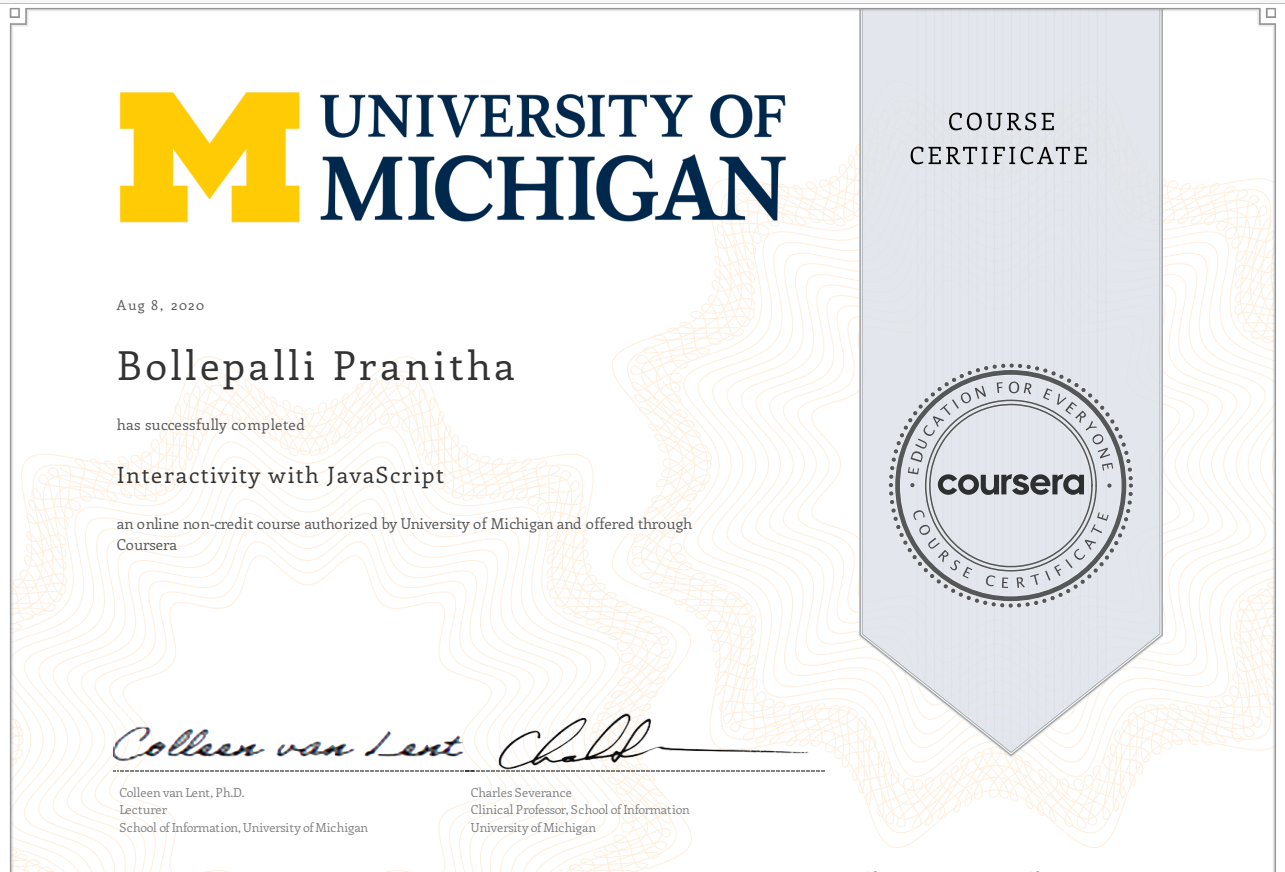 UNIVERSITY OF
MICHIGAN
COURSE
CERTIFICATE
Aug 8, 2020
Bollepalli Pranitha
has successfully completed
Interactivity with JavaScript
an online non-credit course authorized by University of Michigan and offered through
Coursera
EDUCATION FOR EVERYONE
coursera
COURSE CERTIFICATE
Colleen van Lent
Colleen van Lent, Ph.D.
Lecturer
School of Information, University of Michigan
Charles Severance
Clinical Professor, School of Information
University of Michigan